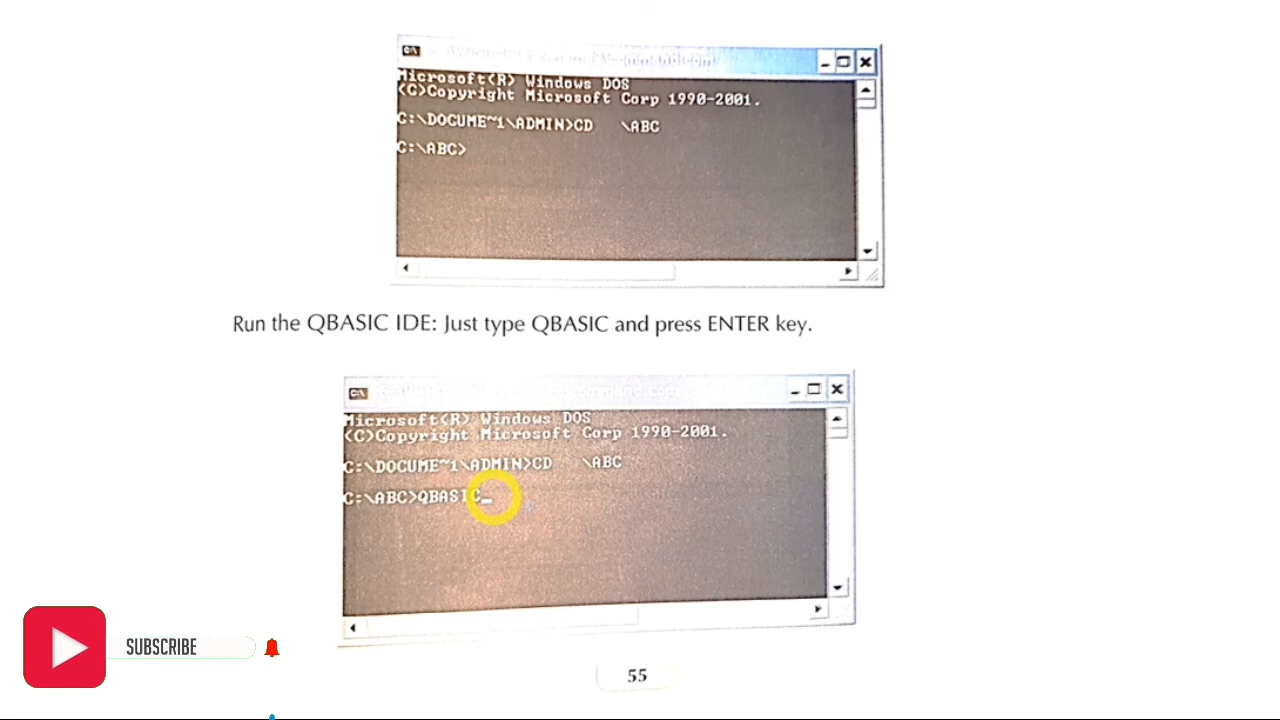 Microsoft(R) Windows DOS
(C)Copyright Microsoft Corp 1990-2001.
C:\DOCUME~1\ADMIN>CD \ABC
C:\ABC>
Run the QBASIC IDE: Just type QBASIC and press ENTER key.
Microsoft(R) Windows DOS
(C)Copyright Microsoft Corp 1990-2001.
C:\DOCUME~1\ADMIN>CD \ABC
C:\ABC>QBASIC_
SUBSCRIBE
55